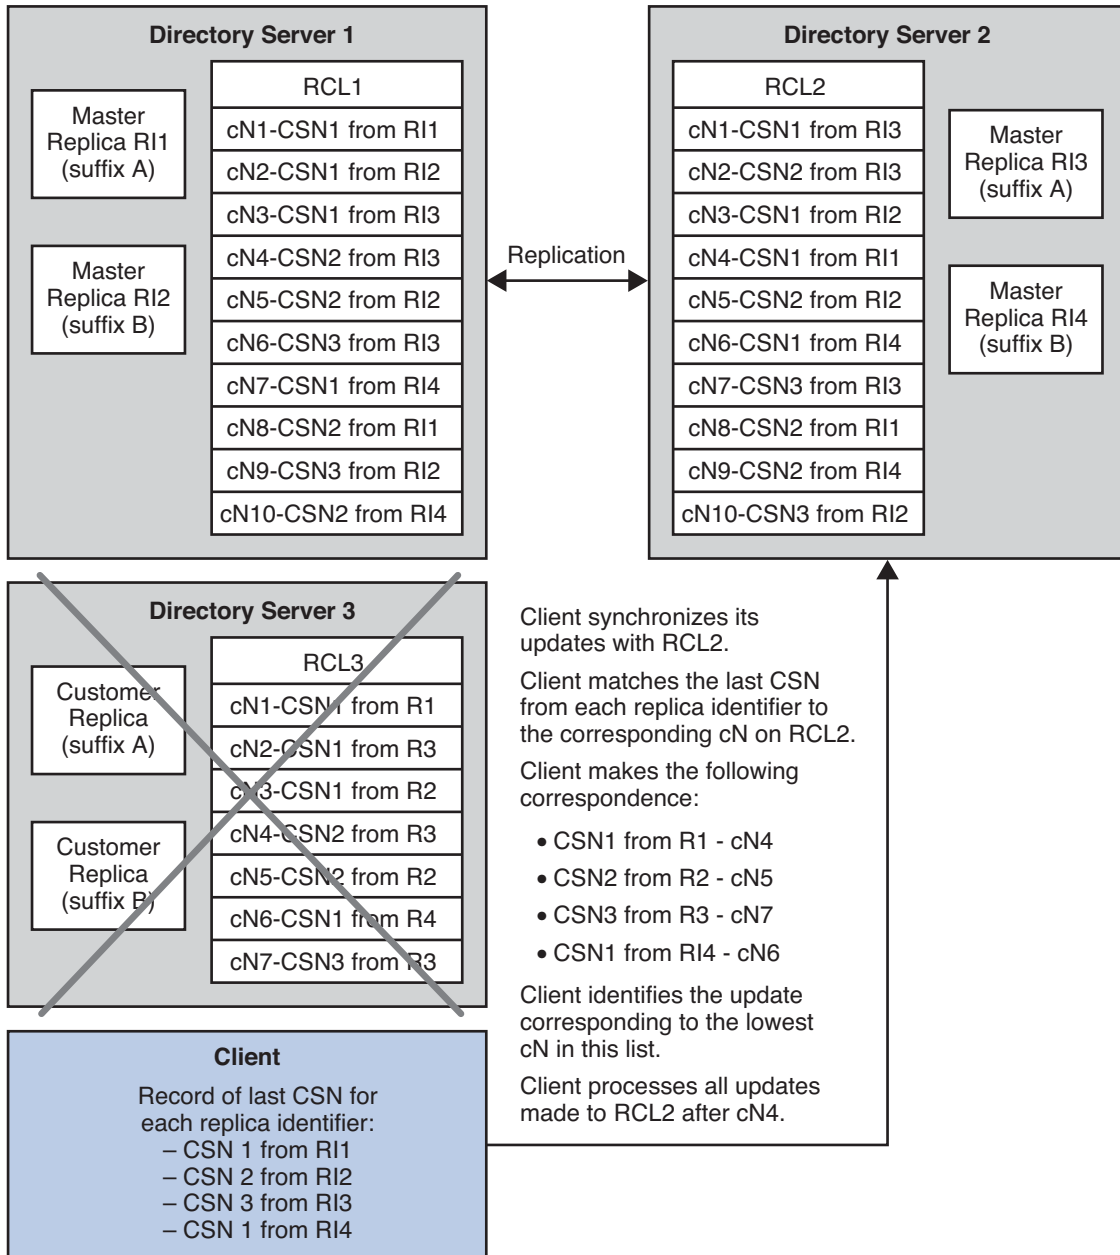 Directory Server 1
Master
Replica RI1
(suffix A)
Master
Replica RI2
(suffix B)
RCL1
cN1-CSN1 from RI1
cN2-CSN1 from RI2
cN3-CSN1 from RI3
cN4-CSN2 from RI3
cN5-CSN2 from RI2
cN6-CSN3 from RI3
cN7-CSN1 from RI4
cN8-CSN2 from RI1
cN9-CSN3 from RI2
cN10-CSN2 from RI4
Replication
Directory Server 2
RCL2
cN1-CSN1 from RI3
cN2-CSN2 from RI3
cN3-CSN1 from RI2
cN4-CSN1 from RI1
cN5-CSN2 from RI2
cN6-CSN1 from RI4
cN7-CSN3 from RI3
cN8-CSN2 from RI1
cN9-CSN2 from RI4
cN10-CSN3 from RI2
Master
Replica RI3
(suffix A)
Master
Replica RI4
(suffix B)
Directory Server 3
Customer
Replica
(suffix A)
Customer
Replica
(suffix B)
RCL3
cN1-CSN1 from R1
cN2-CSN1 from R3
cN3-CSN1 from R2
cN4-CSN2 from R3
cN5-CSN2 from R2
cN6-CSN1 from R4
cN7-CSN3 from R3
Client synchronizes its
updates with RCL2.
Client matches the last CSN
from each replica identifier to
the corresponding cN on RCL2.
Client makes the following
correspondence:
• CSN1 from R1 - cN4
• CSN2 from R2 - cN5
• CSN3 from R3 - cN7
• CSN1 from RI4 - cN6
Client identifies the update
corresponding to the lowest
cN in this list.
Client processes all updates
made to RCL2 after cN4.
Client
Record of last CSN for
each replica identifier:
– CSN 1 from RI1
– CSN 2 from RI2
– CSN 3 from RI3
– CSN 1 from RI4